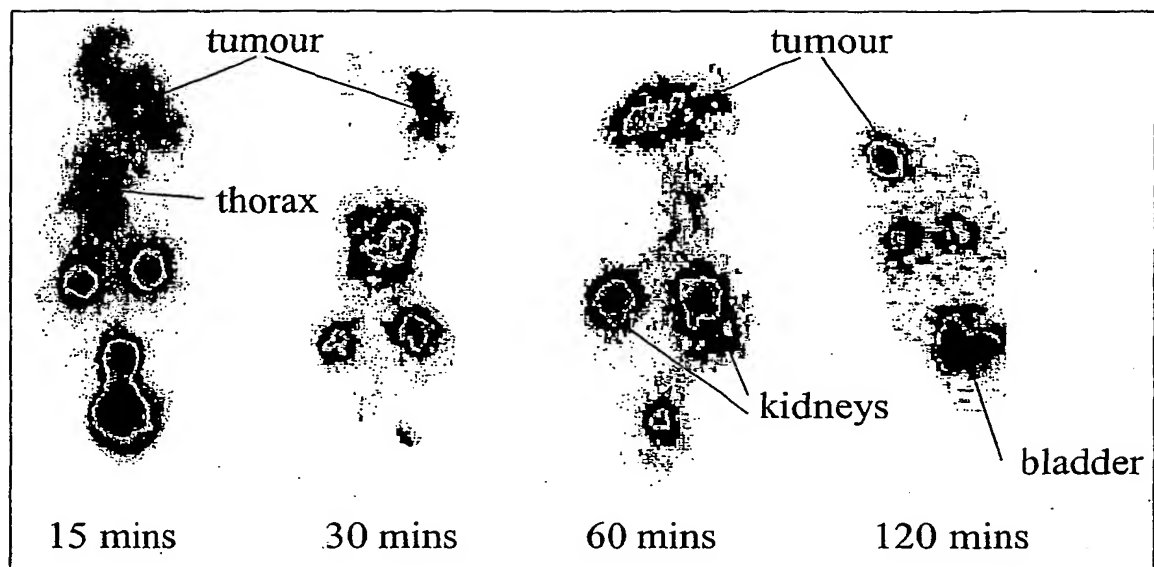 tumour
tumour
thorax
kidneys
bladder
15 mins
30 mins
60 mins
120 mins